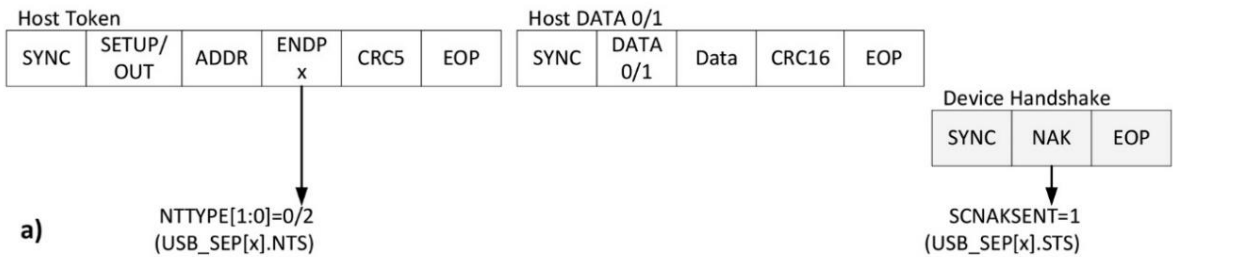 Host Token
Host DATA 0/1
SYNC
SETUP/
OUT
ADDR
ENDP
x
CRC5
EOP
SYNC
DATA
0/1
Data
CRC16
EOP
Device Handshake
SYNC
NAK
EOP
a)
NTTYPE[1:0]=0/2
(USB_SEP[x].NTS)
SCNAKSENT=1
(USB_SEP[x].STS)